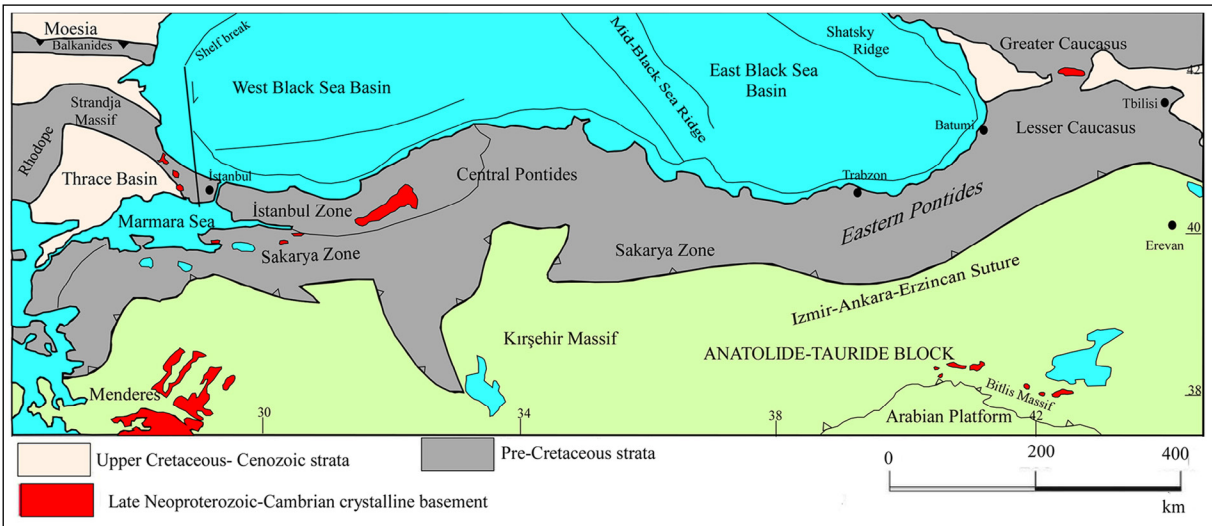 Moesia
Balkanides
Shelf break
Mid-Black Sea Ridge
Shatsky
Ridge
Greater Caucasus
42
West Black Sea Basin
East Black Sea
Basin
Strandja
Massif
Rhodope
Tbilisi
Batumi
Lesser Caucasus
Thrace Basin
İstanbul
Central Pontides
Trabzon
Marmara Sea
İstanbul Zone
Eastern Pontides
Sakarya Zone
Sakarya Zone
40
Erevan
Izmir-Ankara-Erzincan Suture
Kırşehir Massif
ANATOLIDE-TAURIDE BLOCK
Menderes
Bitlis Massif
38
30
34
38
42
Arabian Platform
Upper Cretaceous- Cenozoic strata
Pre-Cretaceous strata
Late Neoproterozoic-Cambrian crystalline basement
0
200
400
km